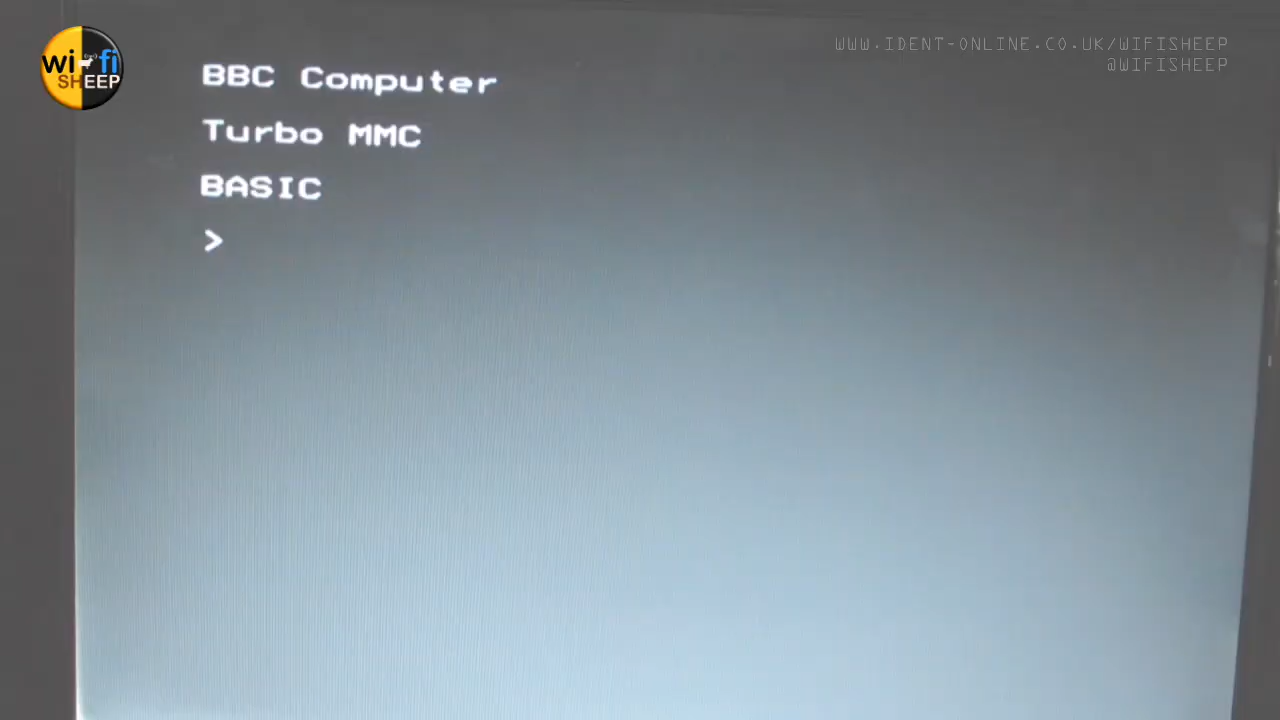 wi-fi
SHEEP
WWW.IDENT-ONLINE.CO.UK/WIFISHEEP
@WIFISHEEP
BBC Computer
Turbo MMC
BASIC
>